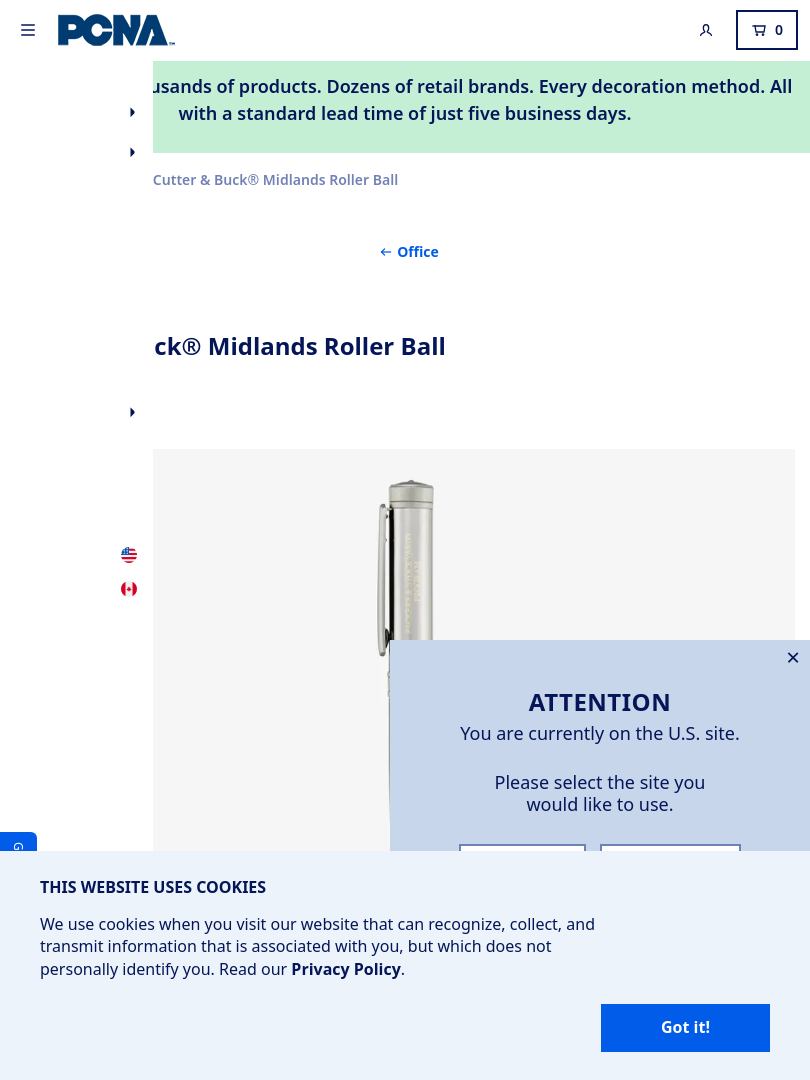 PCNA
0
usands of products. Dozens of retail brands. Every decoration method. All
with a standard lead time of just five business days.
Cutter & Buck® Midlands Roller Ball
← Office
ck® Midlands Roller Ball
×
ATTENTION
You are currently on the U.S. site.
Please select the site you
would like to use.
G
THIS WEBSITE USES COOKIES
We use cookies when you visit our website that can recognize, collect, and
transmit information that is associated with you, but which does not
personally identify you. Read our Privacy Policy.
Got it!